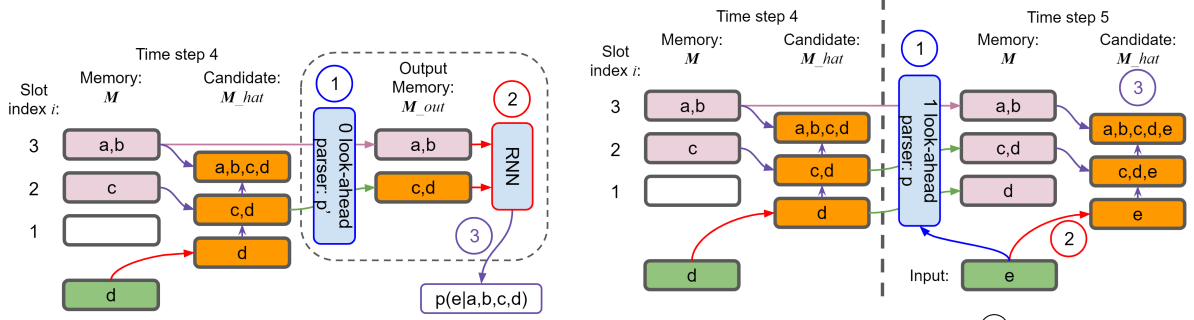 Time step 4
Slot
index i:
Memory:
M
Candidate:
M_hat
3
2
1
a,b
c
a,b,c,d
c,d
d
d
1
0 look-ahead
parser: p'
Output
Memory:
M_out
a,b
c,d
2
RNN
3
p(e|a,b,c,d)
Time step 4
Slot
index i:
Memory:
M
Candidate:
M_hat
3
2
1
a,b
c
a,b,c,d
c,d
d
d
1
1 look-ahead
parser: p
Time step 5
Memory:
M
Candidate:
M_hat
3
a,b
c,d
d
a,b,c,d,e
c,d,e
e
2
Input:
e